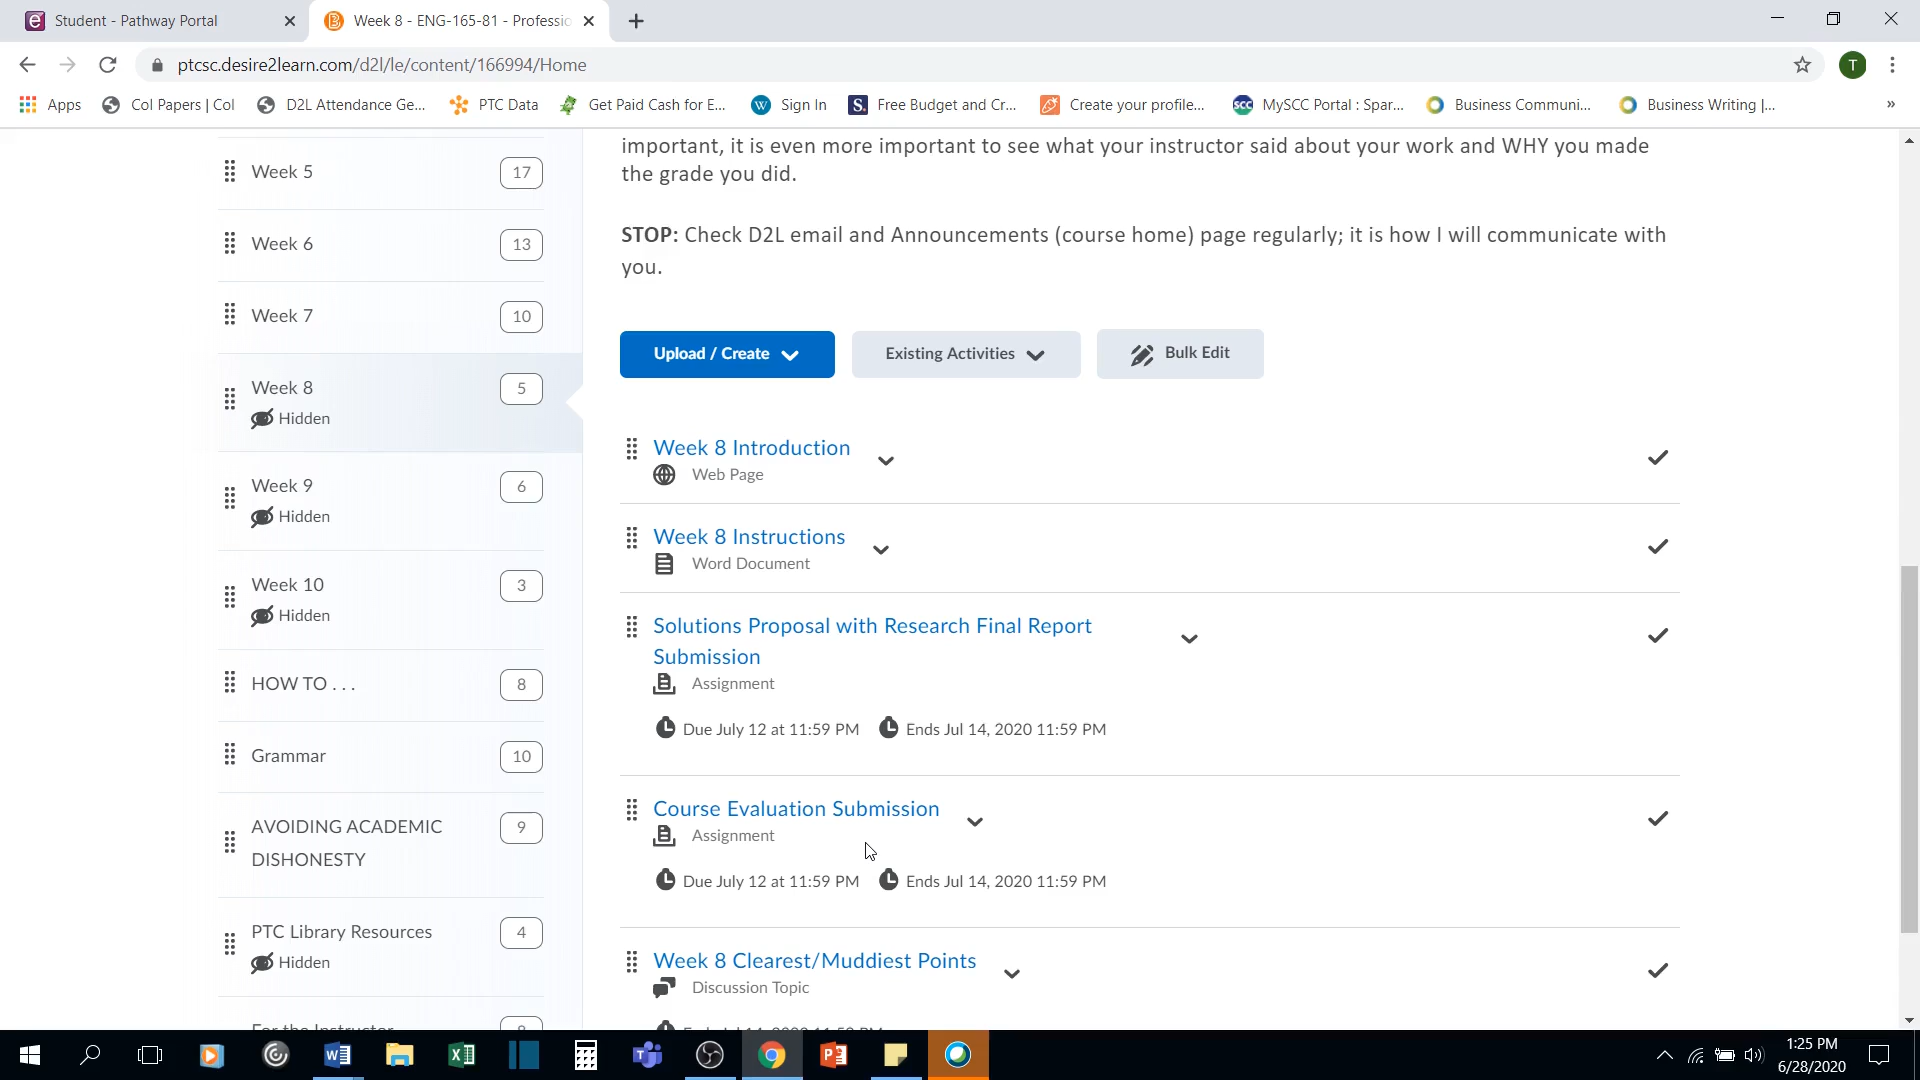 Student - Pathway Portal
Week 8 - ENG-165-81 - Professio
ptcsc.desire2learn.com/d2l/le/content/166994/Home
T
Apps
Col Papers | Col
D2L Attendance Ge...
PTC Data
Get Paid Cash for E...
Sign In
Free Budget and Cr...
Create your profile...
MySCC Portal : Spar...
Business Communi...
Business Writing |...
»
Week 5
17
Week 6
13
Week 7
10
Week 8
5
Hidden
Week 9
6
Hidden
Week 10
3
Hidden
HOW TO . . .
8
Grammar
10
AVOIDING ACADEMIC
DISHONESTY
9
PTC Library Resources
4
Hidden
For the Instructor
important, it is even more important to see what your instructor said about your work and WHY you made
the grade you did.
STOP: Check D2L email and Announcements (course home) page regularly; it is how I will communicate with
you.
Upload / Create
Existing Activities
Bulk Edit
Week 8 Introduction
Web Page
Week 8 Instructions
Word Document
Solutions Proposal with Research Final Report
Submission
Assignment
Due July 12 at 11:59 PM
Ends Jul 14, 2020 11:59 PM
Course Evaluation Submission
Assignment
Due July 12 at 11:59 PM
Ends Jul 14, 2020 11:59 PM
Week 8 Clearest/Muddiest Points
Discussion Topic
Ends Jul 14, 2020 11:59 PM
1:25 PM
6/28/2020